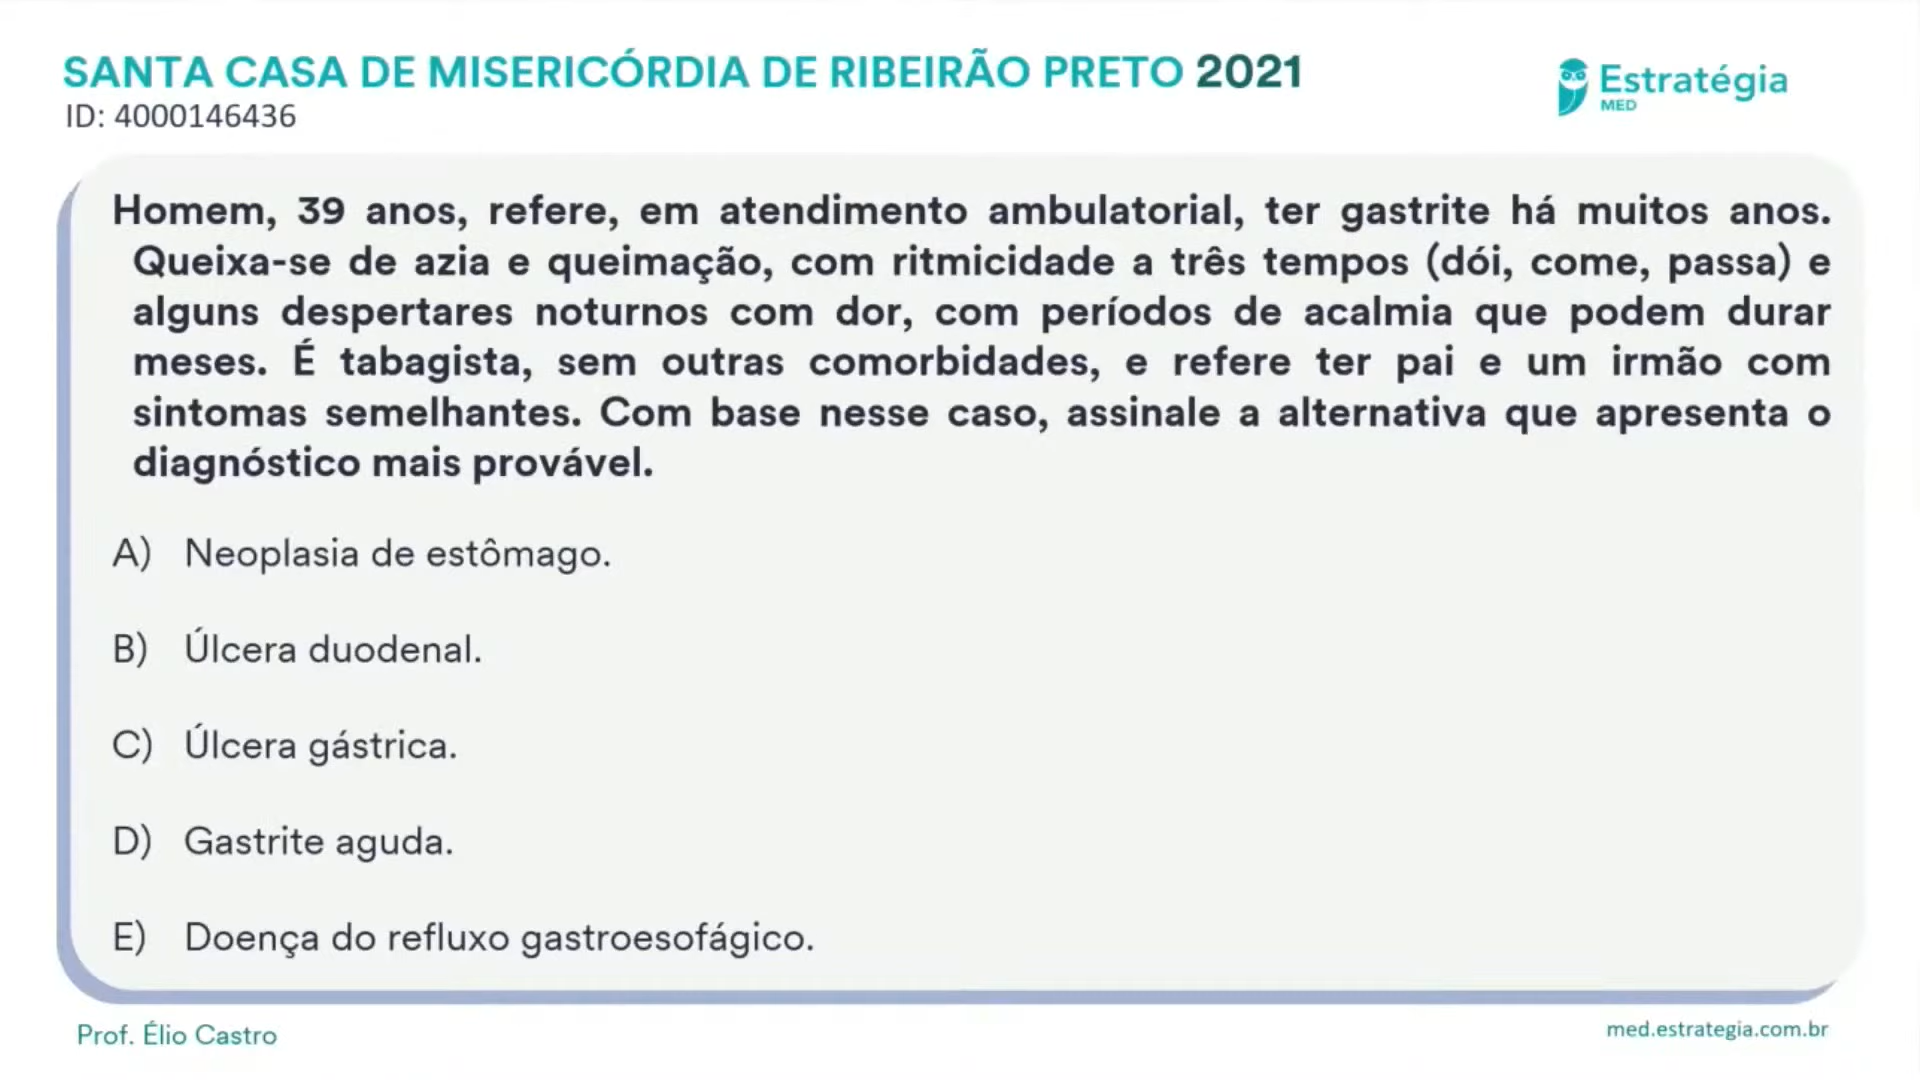 SANTA CASA DE MISERICÓRDIA DE RIBEIRÃO PRETO 2021
ID: 4000146436
Estratégia
MED
Homem, 39 anos, refere, em atendimento ambulatorial, ter gastrite há muitos anos.
Queixa-se de azia e queimação, com ritmicidade a três tempos (dói, come, passa) e
alguns despertares noturnos com dor, com períodos de acalmia que podem durar
meses. É tabagista, sem outras comorbidades, e refere ter pai e um irmão com
sintomas semelhantes. Com base nesse caso, assinale a alternativa que apresenta o
diagnóstico mais provável.
A) Neoplasia de estômago.
B) Úlcera duodenal.
C) Úlcera gástrica.
D) Gastrite aguda.
E) Doença do refluxo gastroesofágico.
Prof. Élio Castro
med.estrategia.com.br